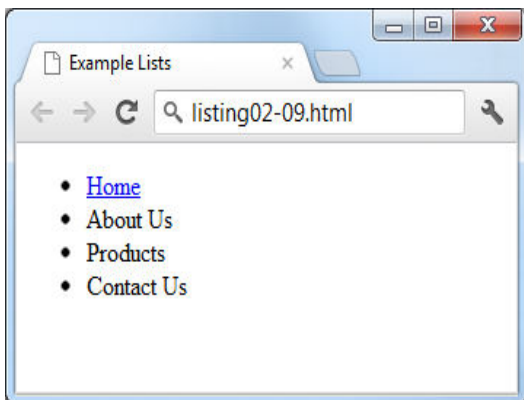 Example Lists
listing02-09.html
Home
About Us
Products
Contact Us